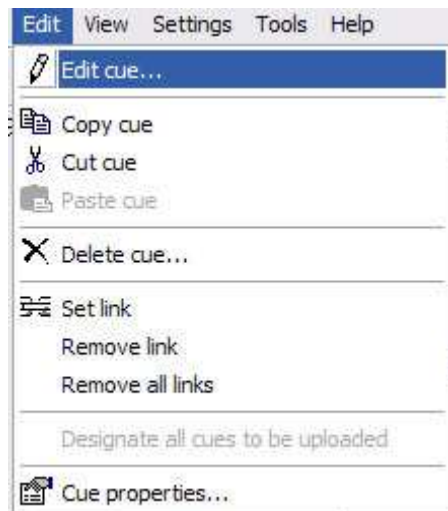 Edit View Settings Tools Help
Edit cue...
Copy cue
Cut cue
Paste cue
Delete cue...
Set link
Remove link
Remove all links
Designate all cues to be uploaded
Cue properties...